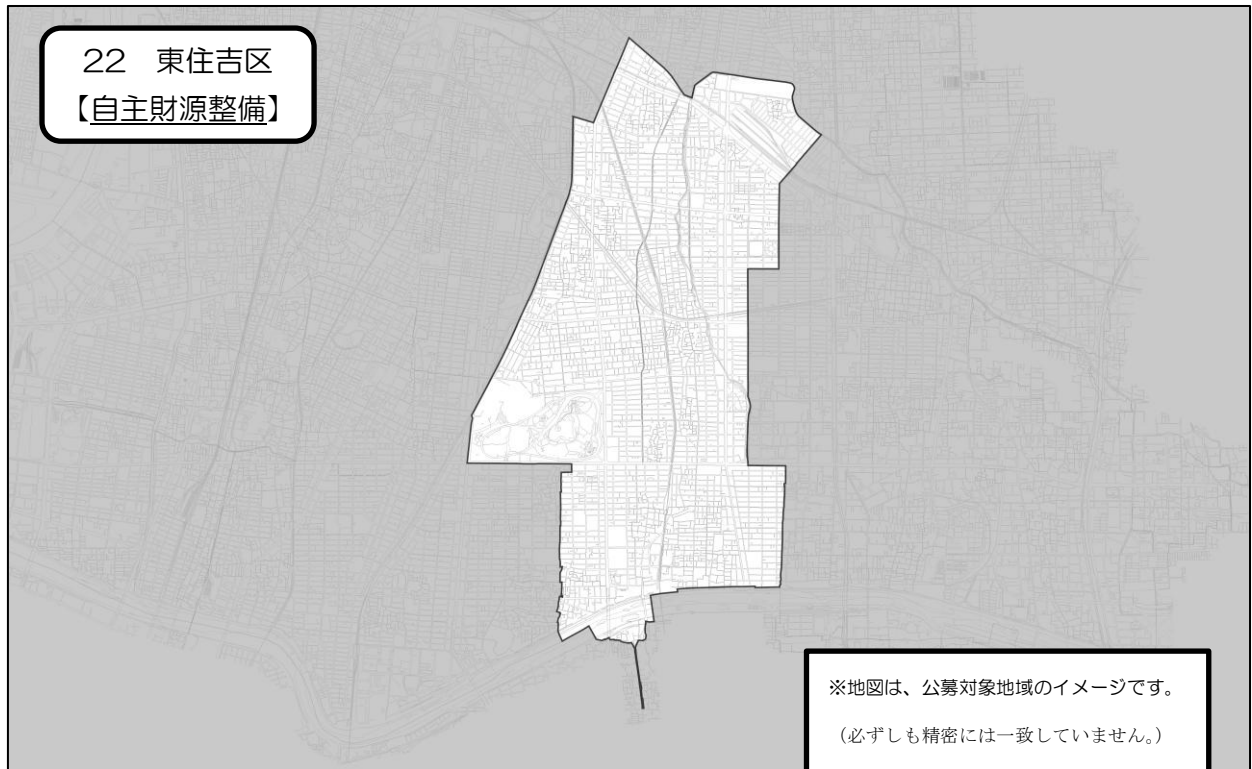 22　東住吉区
【自主財源整備】
※地図は、公募対象地域のイメージです。
（必ずしも精密には一致していません。）